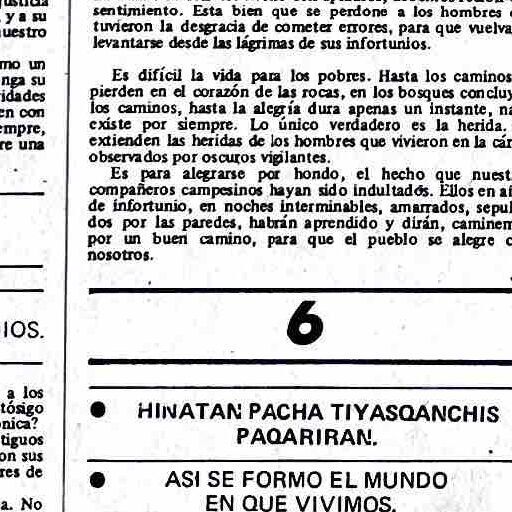 usticia
, y a su
uestro
mo un
nga su
idades
en con
empre,
re una
IOS.
a los
tósigo
nica?
tiguos
on sus
res de
a. No
sentimiento. Esta bien que se perdone a los hombres
tuvieron la desgracia de cometer errores, para que vuelva
levantarse desde las lágrimas de sus infortunios.
Es difícil la vida para los pobres. Hasta los caminos
pierden en el corazón de las rocas, en los bosques concluy
los caminos, hasta la alegría dura apenas un instante, na
existe por siempre. Lo único verdadero es la herida.
extienden las heridas de los hombres que vivieron en la cár
observados por oscuros vigilantes.
Es para alegrarse por hondo, el hecho que nuest
compañeros campesinos hayan sido indultados. Ellos en añ
de infortunio, en noches interminables, amarrados, sepul
dos por las paredes, habrán aprendido y dirán, caminem
por un buen camino, para que el pueblo se alegre c
nosotros.
6
● HINATAN PACHA TIYASQANCHIS
PAQARIRAN.
● ASI SE FORMO EL MUNDO
EN QUE VIVIMOS.